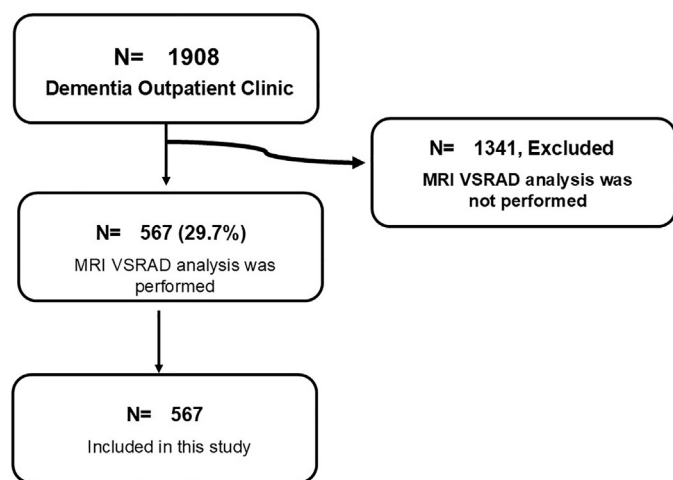 N= 1908
Dementia Outpatient Clinic
N= 1341, Excluded
MRI VSRAD analysis was
not performed
N= 567 (29.7%)
MRI VSRAD analysis was
performed
N= 567
Included in this study